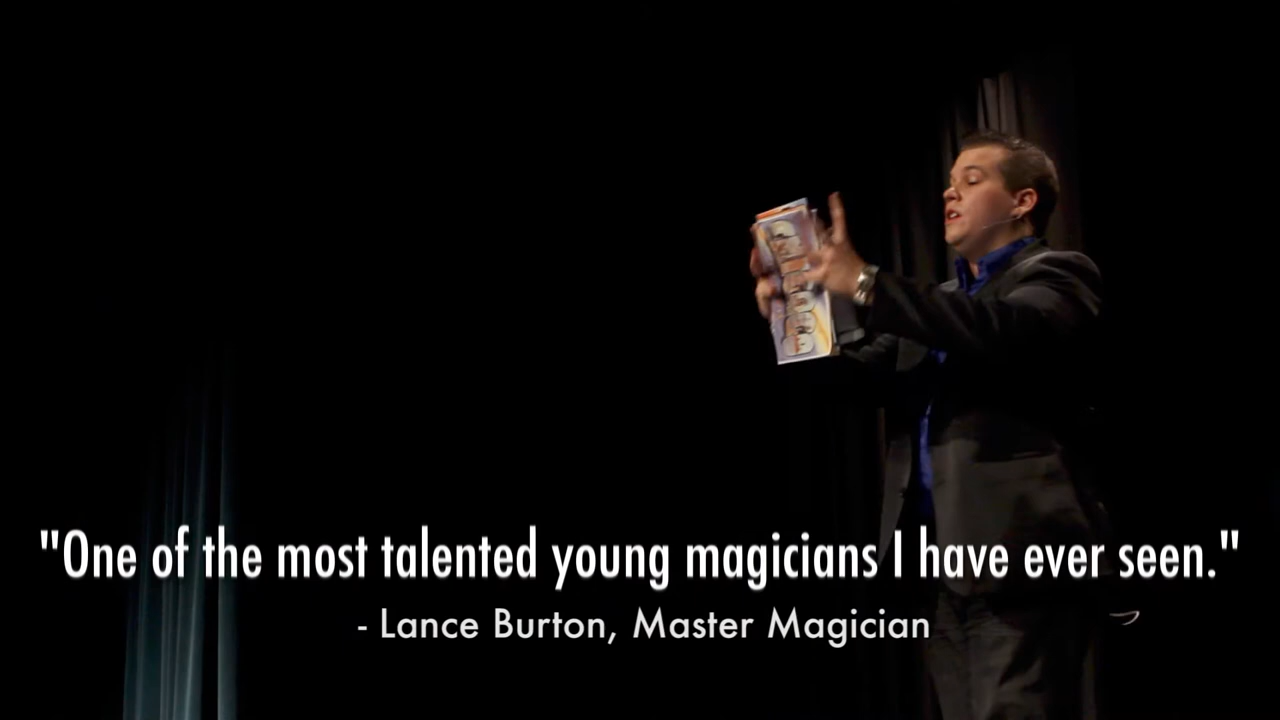 "One of the most talented young magicians I have ever seen."
- Lance Burton, Master Magician